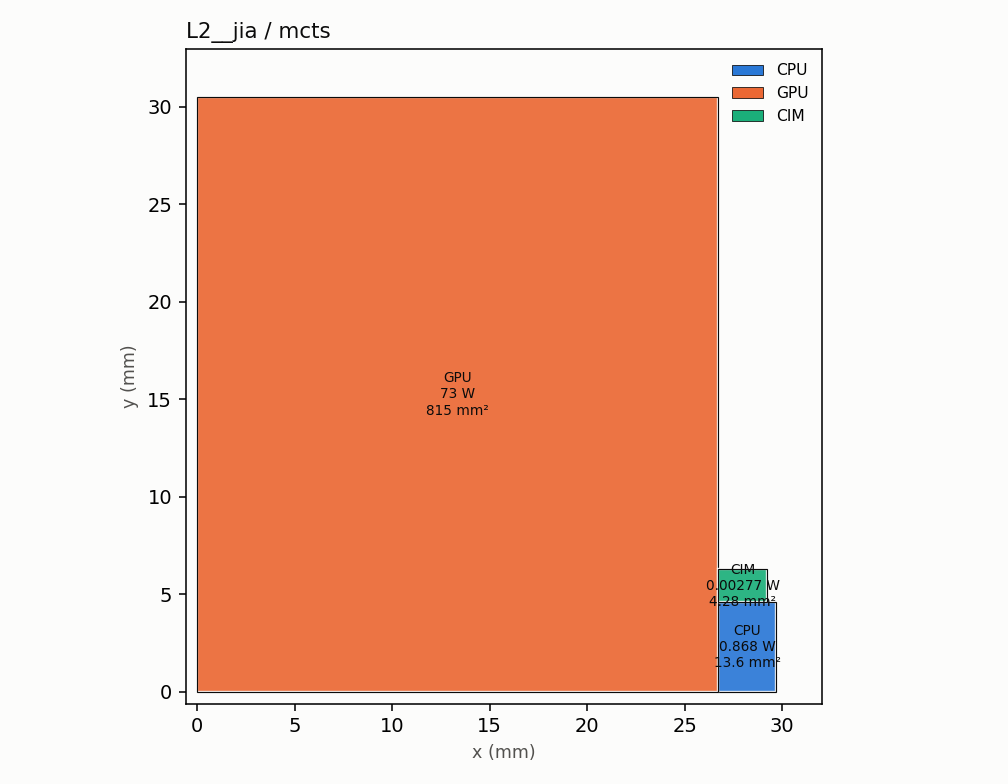 L2__jia / mcts
CPU
GPU
CIM
30
25
20
15
10
5
0
y (mm)
GPU
73 W
815 mm²
CIM
0.00277 W
4.28 mm²
CPU
0.868 W
13.6 mm²
0
5
10
15
20
25
30
x (mm)